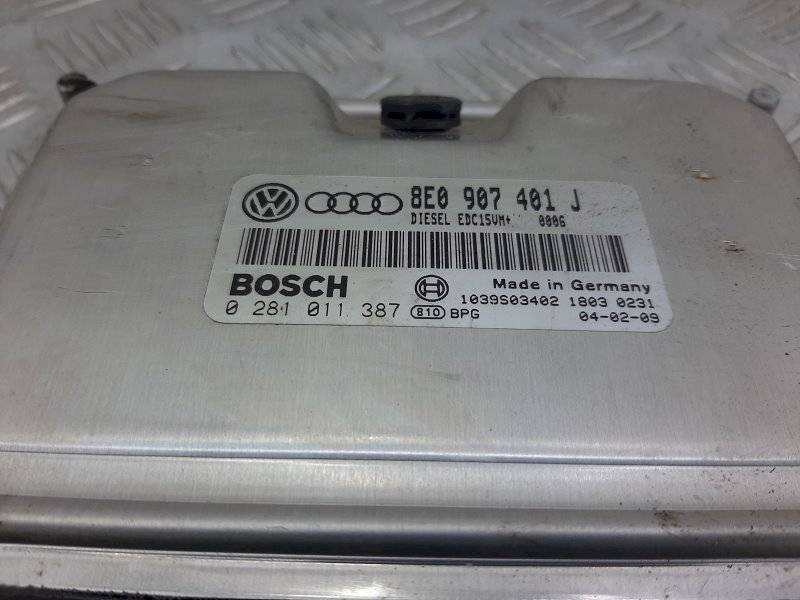 8E0 907 401 J
DIESEL EDC15VM+ 0006
BOSCH Made in Germany
0 281 011 387 810 BPG 1039S03402 1803 0231
04-02-09